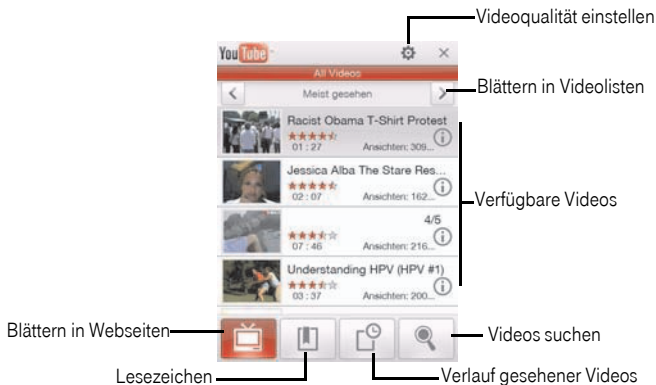 Videoqualität einstellen
YouTube
All Videos
Meist gesehen
Blättern in Videolisten
Racist Obama T-Shirt Protest
01 : 27 Ansichten: 309...
Jessica Alba The Stare Res...
02 : 07 Ansichten: 162...
Verfügbare Videos
4/5
07 : 46 Ansichten: 216...
Understanding HPV (HPV #1)
03 : 37 Ansichten: 200...
Blättern in Webseiten
Videos suchen
Lesezeichen
Verlauf gesehener Videos